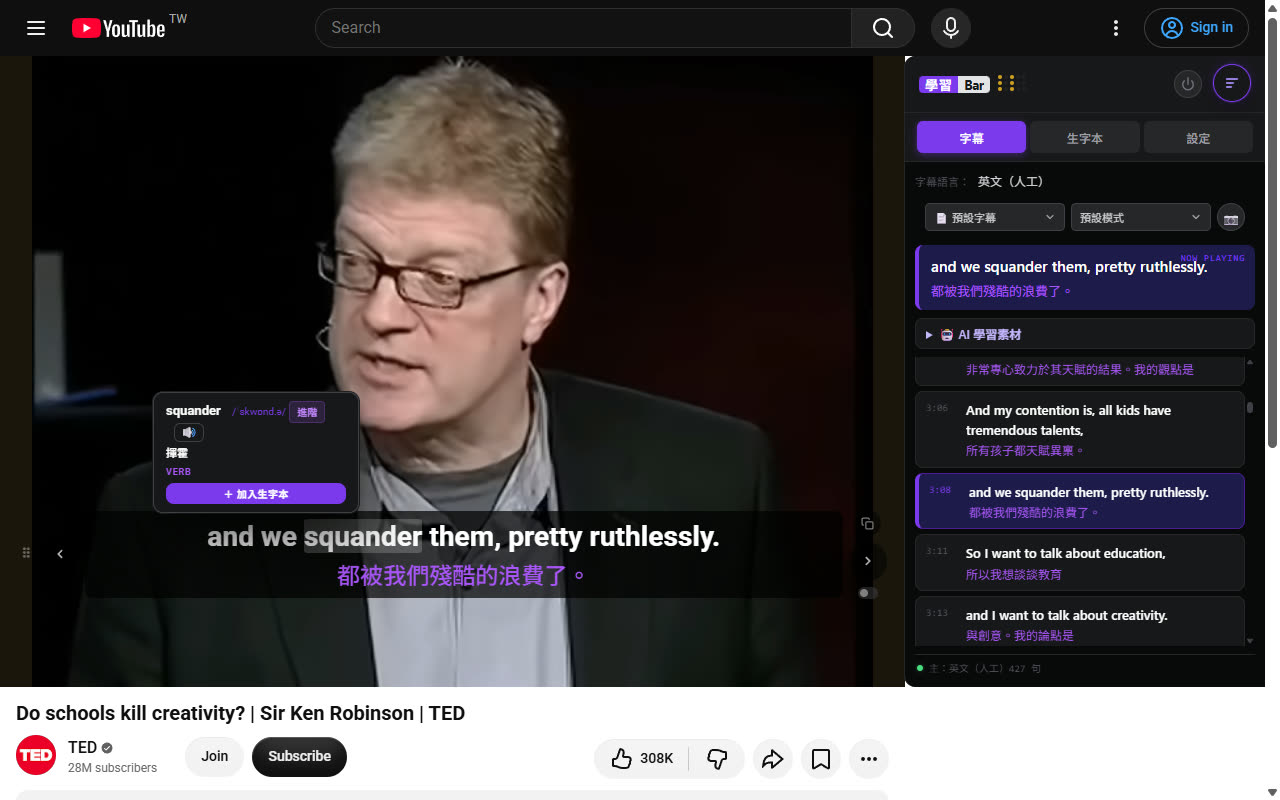 YouTube TW
Search
Sign in
squander / ˈskwɒnd.ə/ 進階
揮霍
VERB
+ 加入生字本
and we squander them, pretty ruthlessly.
都被我們殘酷的浪費了。
學習 Bar
字幕
生字本
設定
字幕語言： 英文（人工）
預設字幕
預設模式
NOW PLAYING
and we squander them, pretty ruthlessly.
都被我們殘酷的浪費了。
AI 學習素材
非常專心致力於其天賦的結果。我的觀點是
3:06 And my contention is, all kids have
tremendous talents,
所有孩子都天賦異稟。
3:08 and we squander them, pretty ruthlessly.
都被我們殘酷的浪費了。
3:11 So I want to talk about education,
所以我想談談教育
3:13 and I want to talk about creativity.
與創意。我的論點是
主：英文（人工）427 句
Do schools kill creativity? | Sir Ken Robinson | TED
TED
TED
28M subscribers
Join
Subscribe
308K